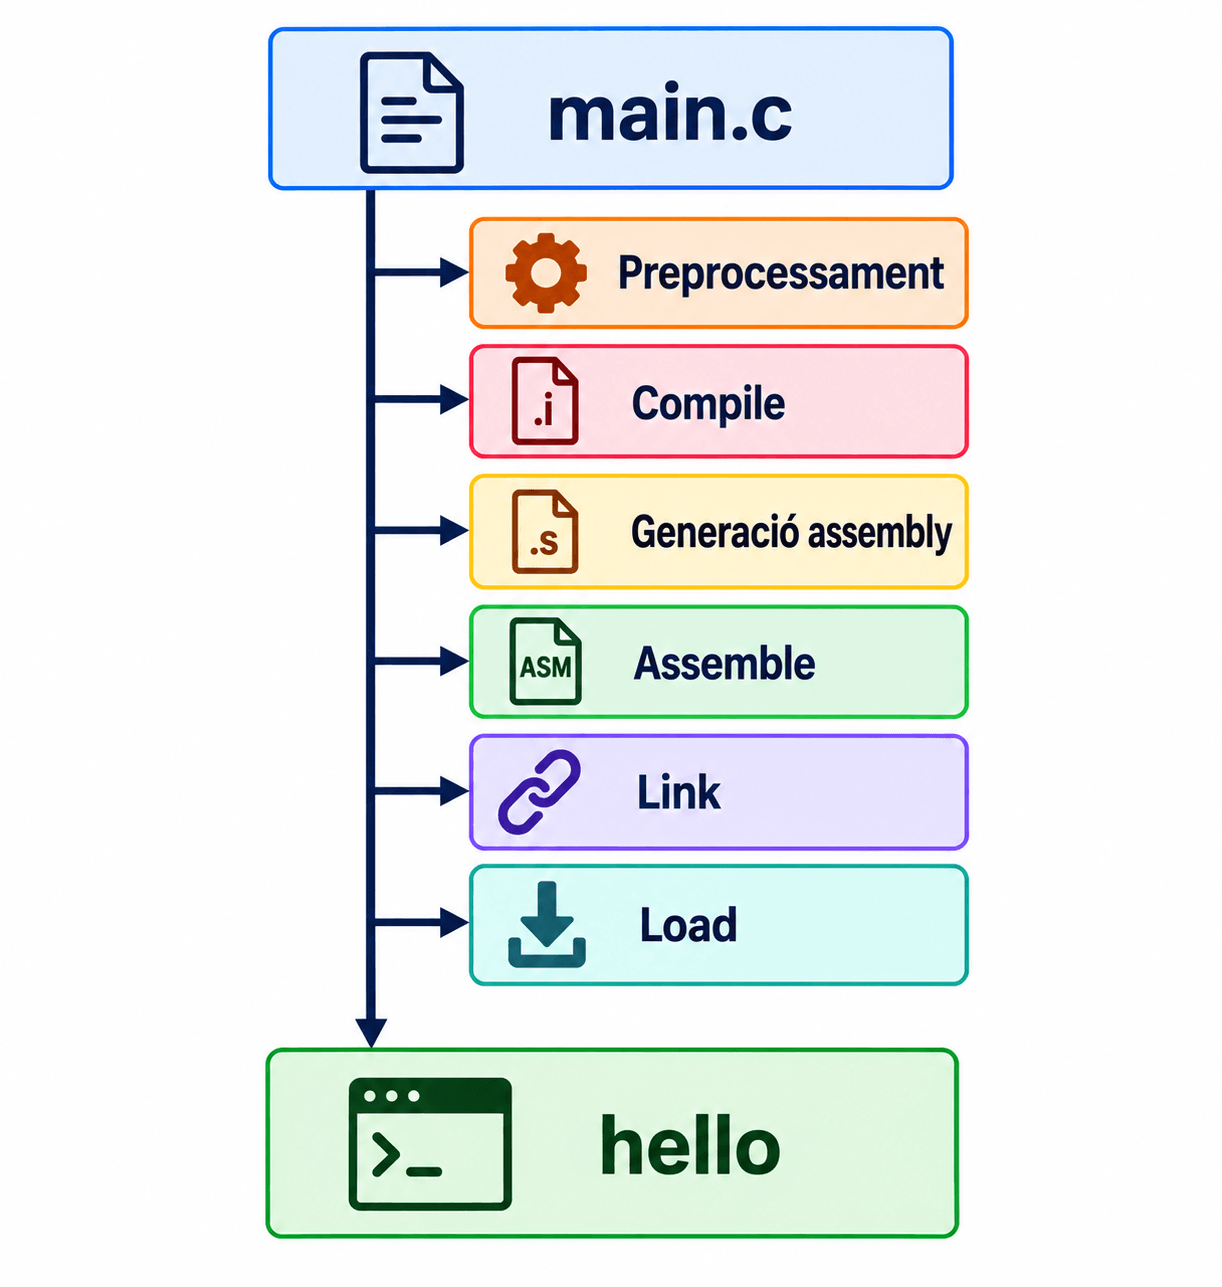 main.c
Preprocessament
.i
Compile
.s
Generació assembly
ASM
Assemble
Link
Load
>_
hello